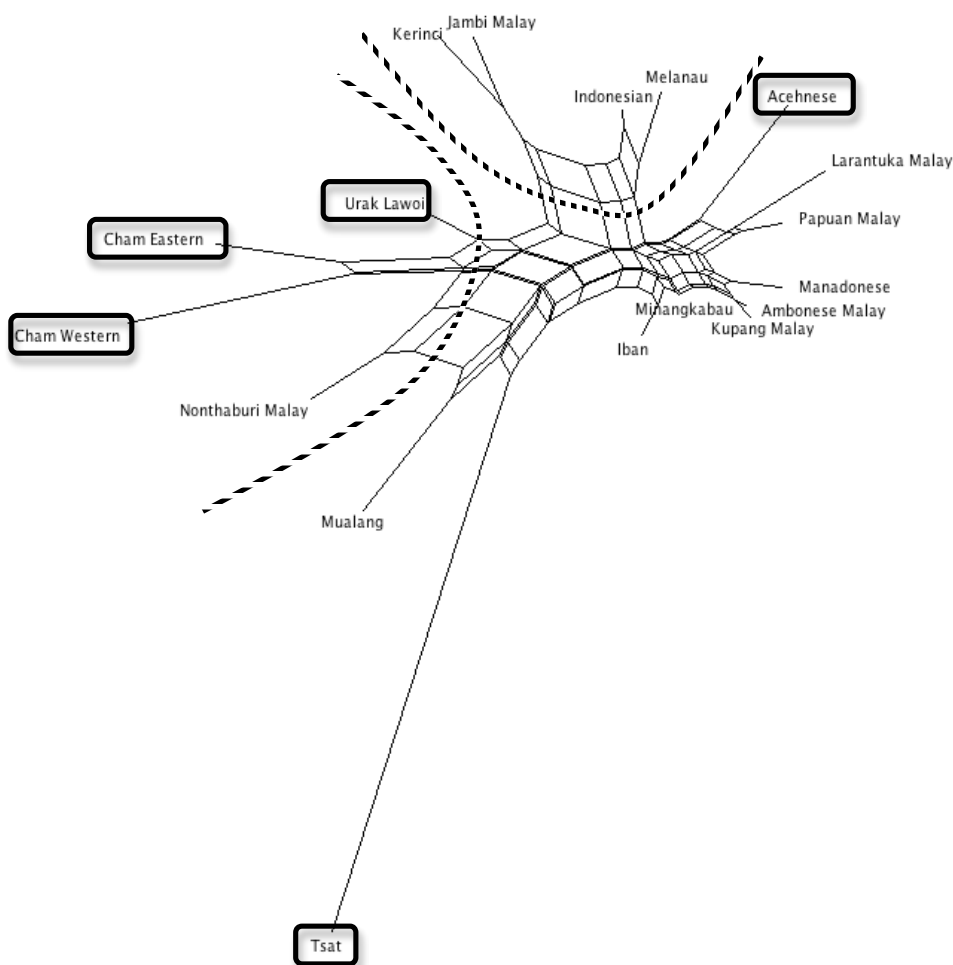 Jambi Malay
Kerinci
Melanau
Indonesian
Acehnese
Larantuka Malay
Urak Lawoi
Papuan Malay
Cham Eastern
Manadonese
Minangkabau
Ambonese Malay
Kupang Malay
Cham Western
Iban
Nonthaburi Malay
Mualang
Tsat